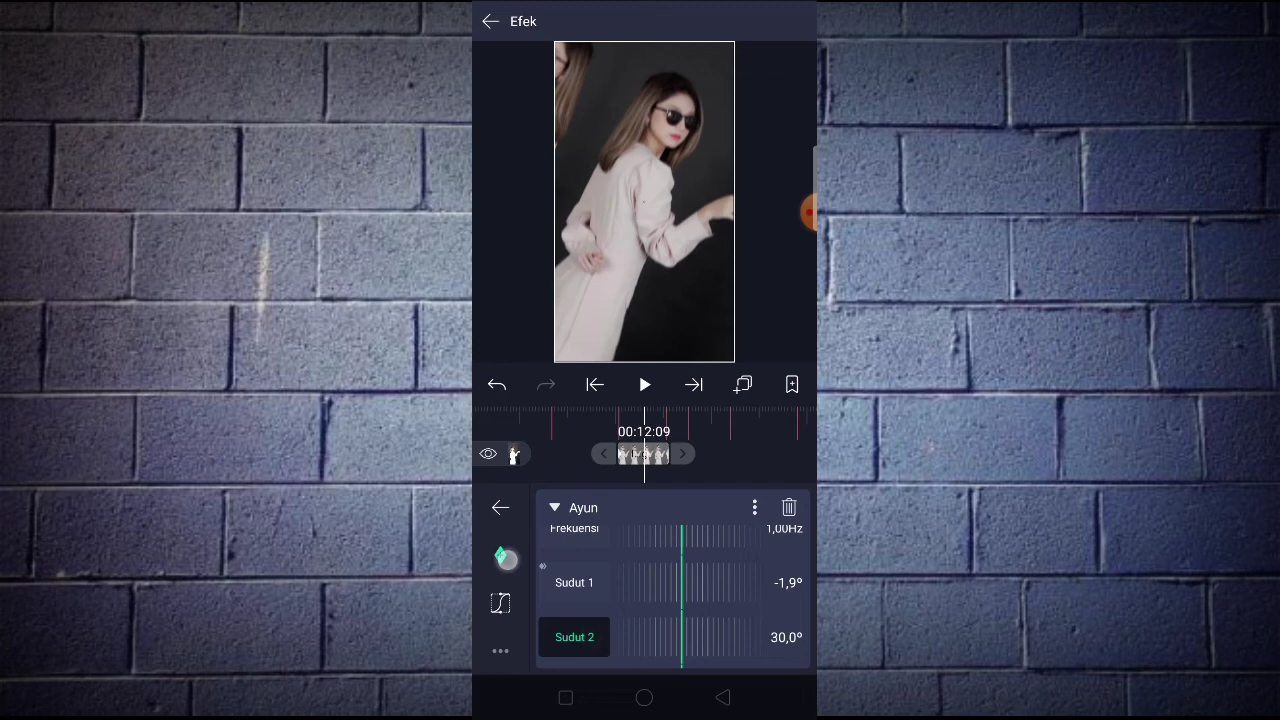 Efek
00:12:09
Ayun
Frekuensi 1,00Hz
Sudut 1 -1,9°
Sudut 2 30,0°